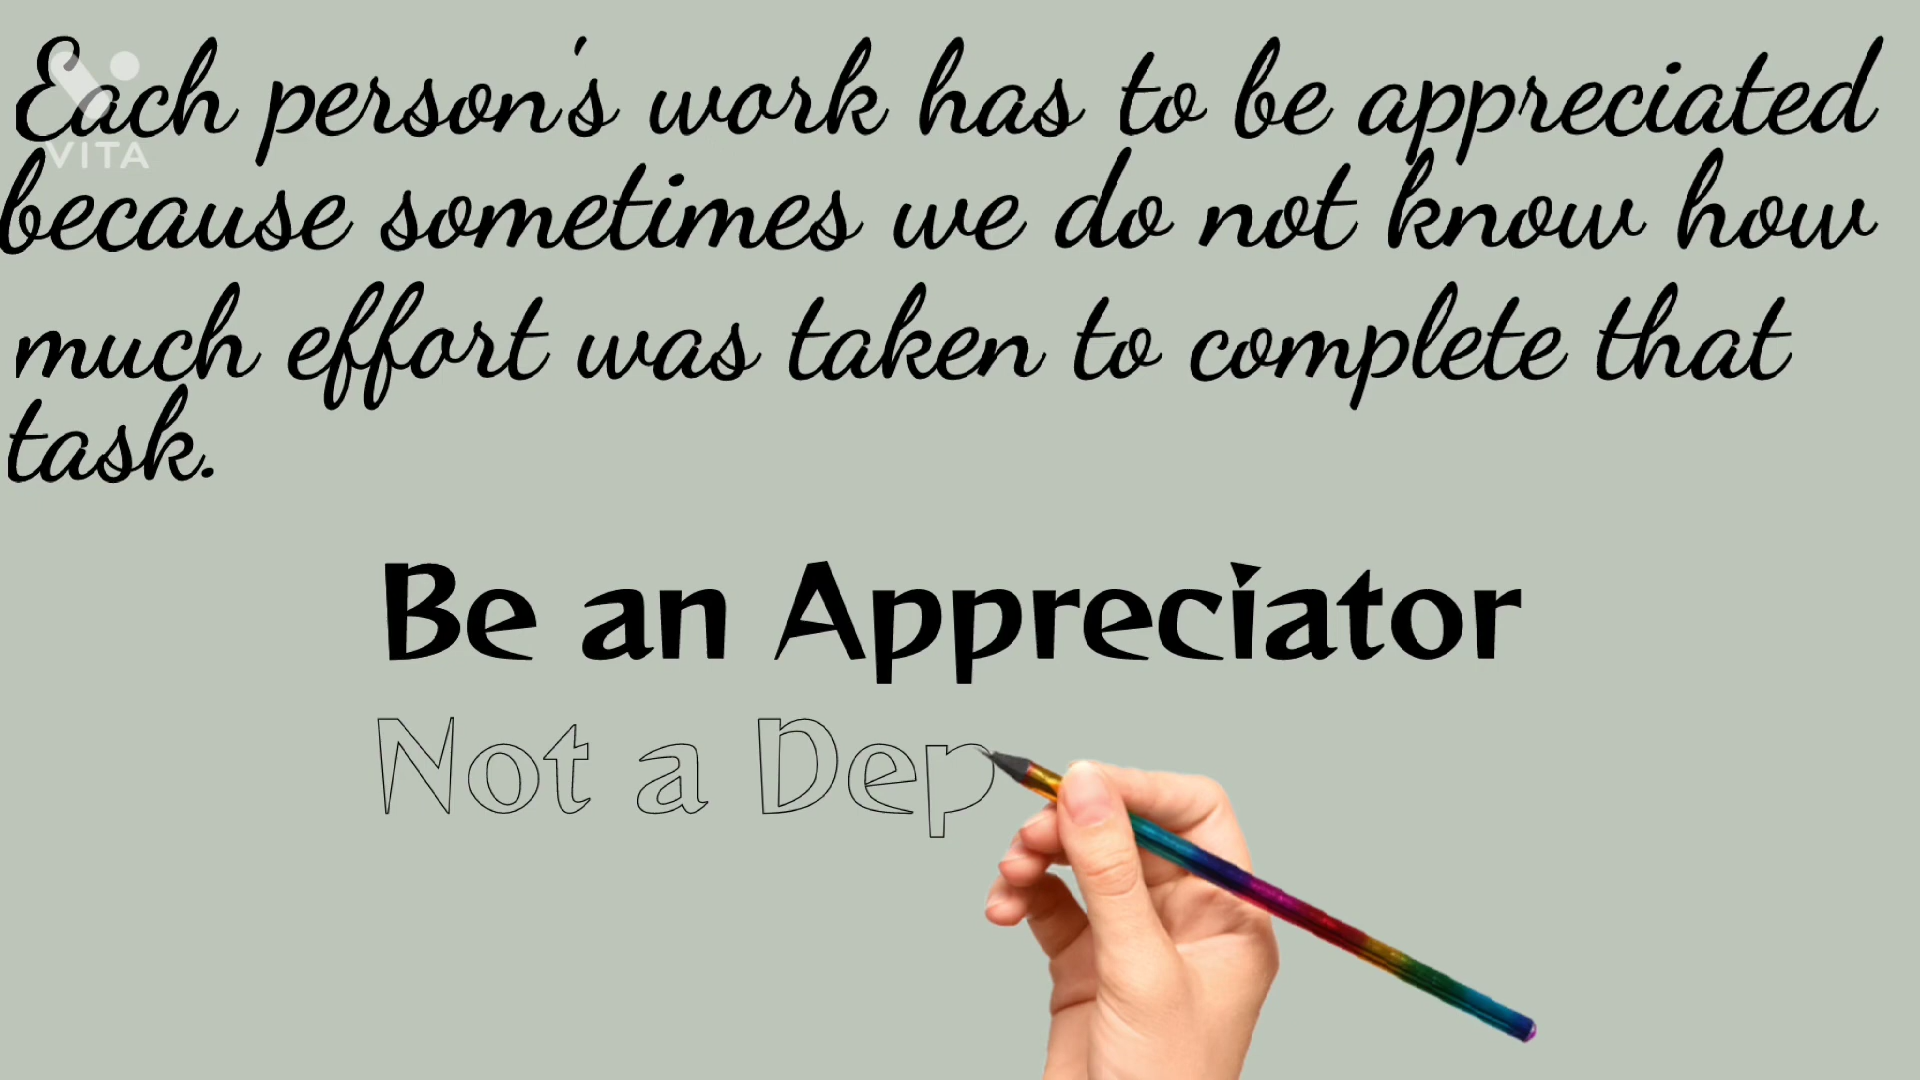 Each person's work has to be appreciated
VITA
because sometimes we do not know how
much effort was taken to complete that
task.
Be an Appreciator
Not a Dep